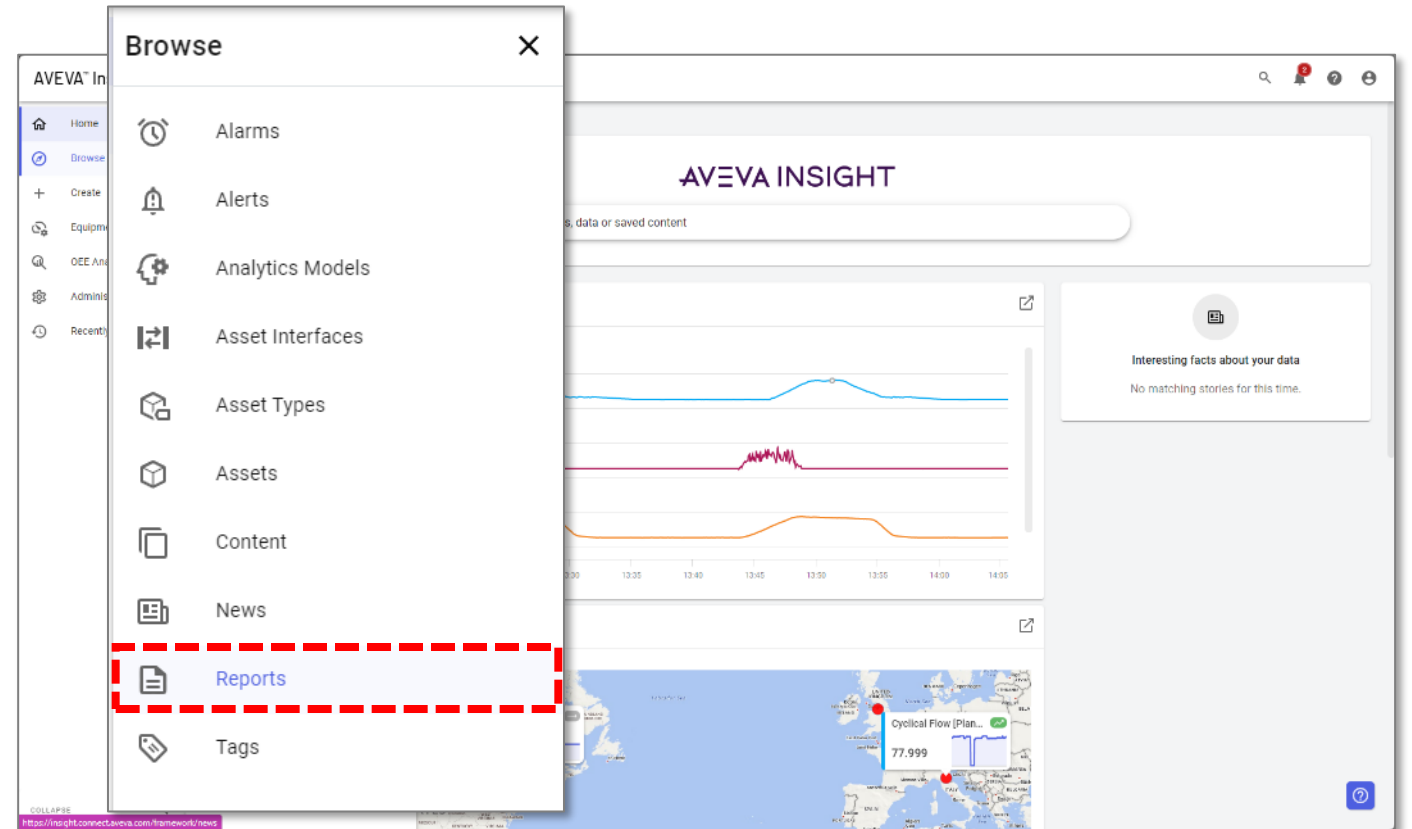 Browse
AVEVA™ In
2
Home
Browse
Create
Equipme
OEE Ana
Adminis
Recently
COLLAPSE
https://insight.connect.aveva.com/framework/news
Alarms
Alerts
Analytics Models
Asset Interfaces
Asset Types
Assets
Content
News
Reports
Tags
AVEVA INSIGHT
s, data or saved content
Interesting facts about your data
No matching stories for this time.
3:30 13:35 13:40 13:45 13:50 13:55 14:00 14:05
Cyclical Flow [Plan...
77.999